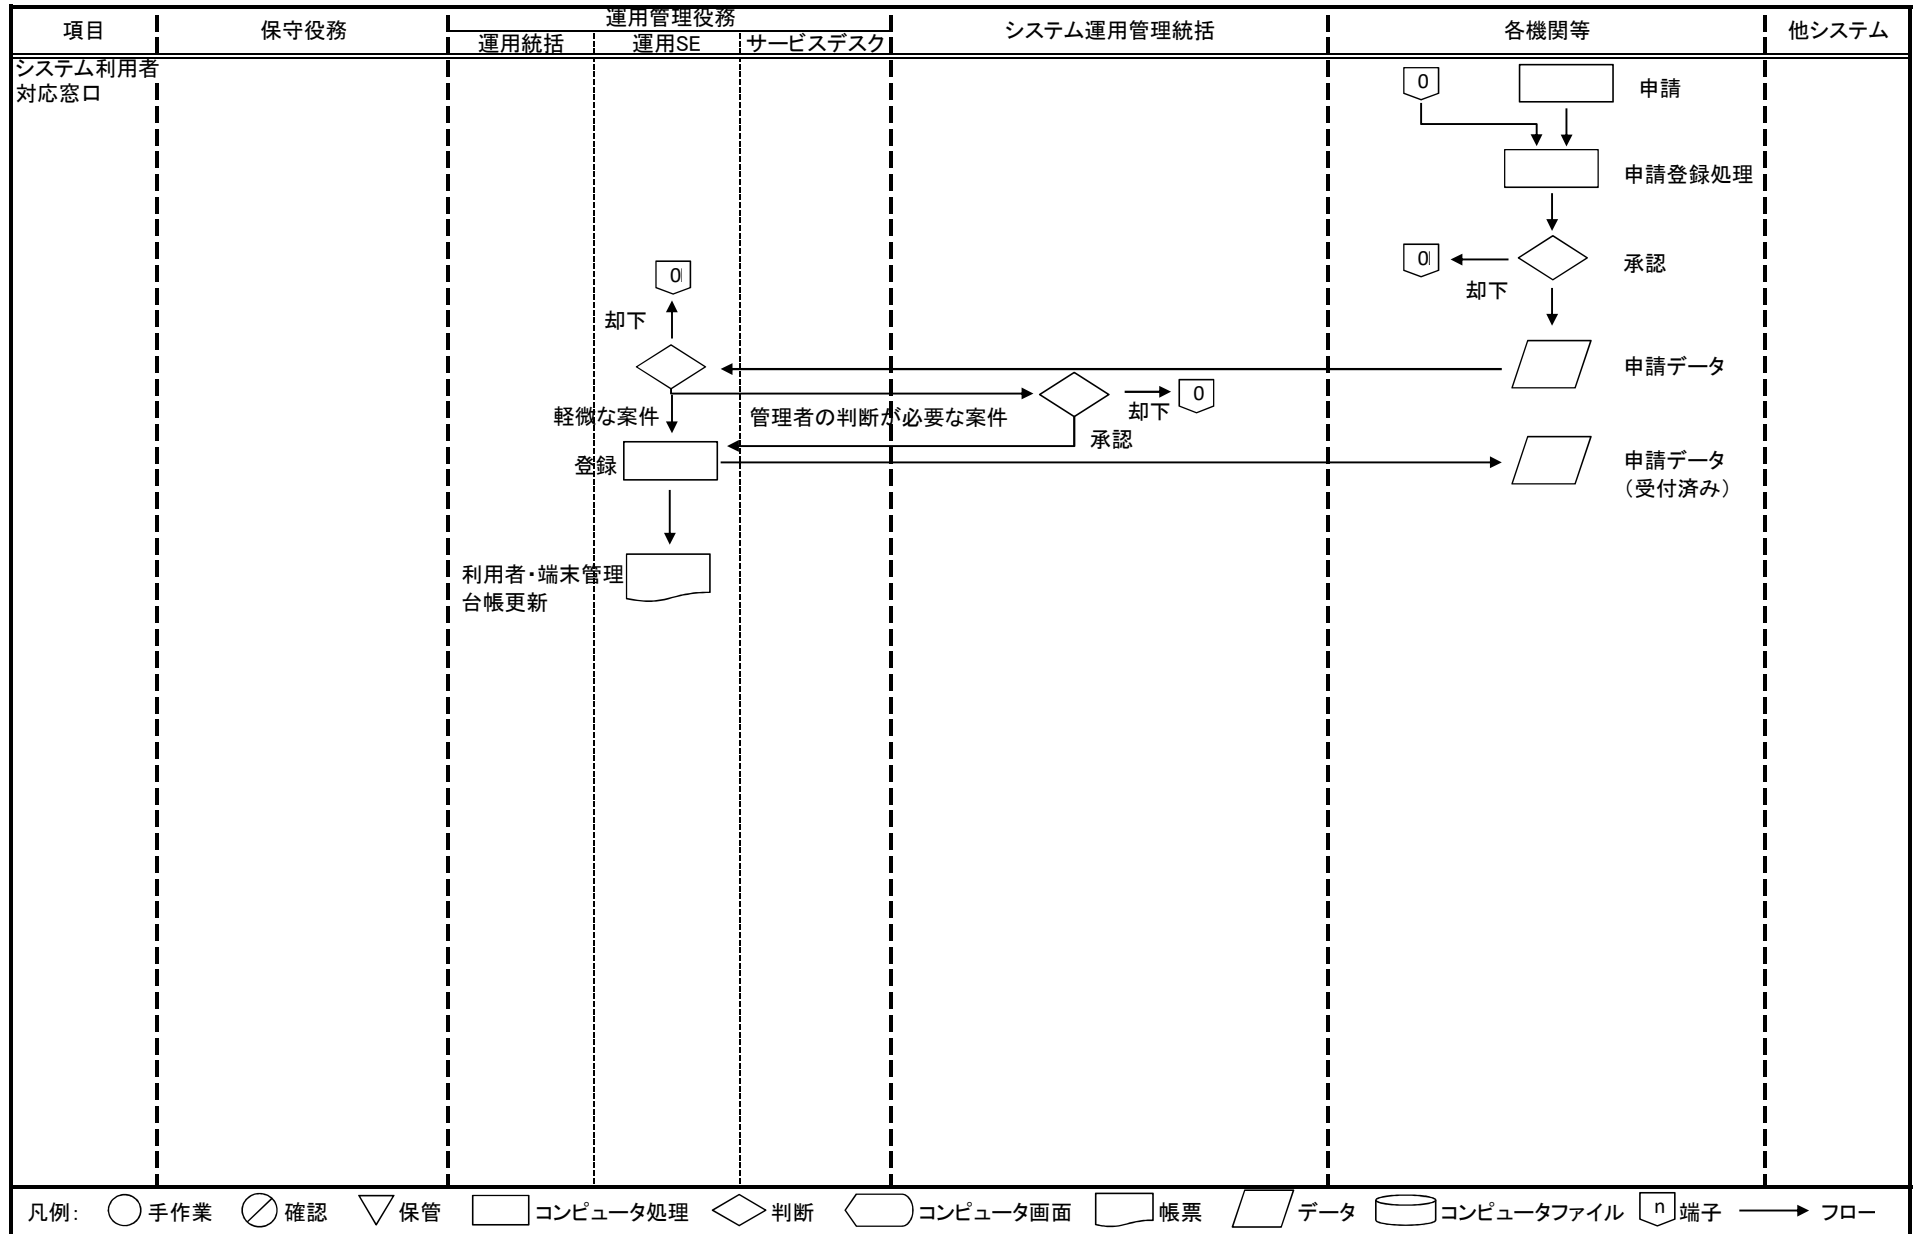 項目
保守役務
運用管理役務
運用統括
運用SE
サービスデスク
システム運用管理統括
各機関等
他システム
システム利用者
対応窓口
0
申請
申請登録処理
0
却下
承認
0
却下
申請データ
0
却下
軽微な案件
管理者の判断が必要な案件
承認
登録
申請データ
（受付済み）
利用者・端末管理
台帳更新
凡例：
手作業
確認
保管
コンピュータ処理
判断
コンピュータ画面
帳票
データ
コンピュータファイル
n
端子
フロー